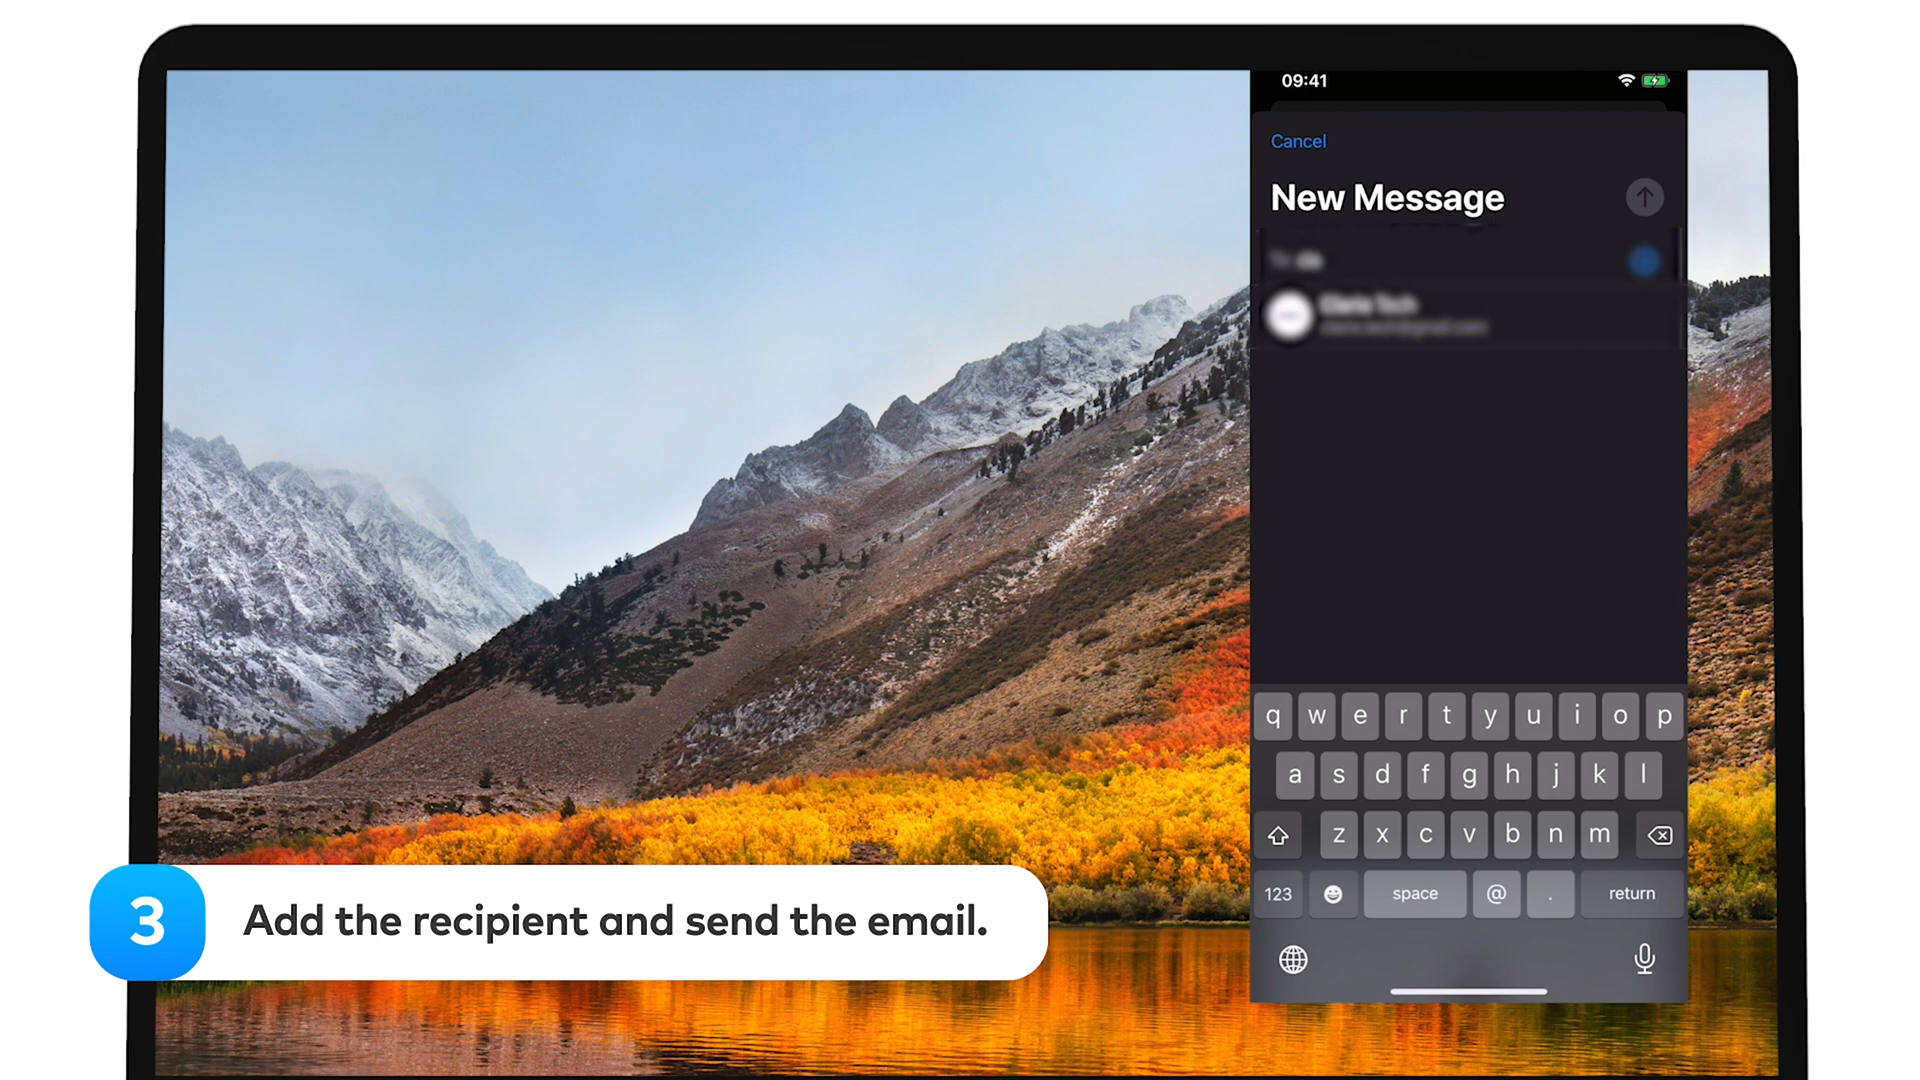 09:41
Cancel
New Message
q w e r t y u i o p
a s d f g h j k l
z x c v b n m
123 space @ . return
3 Add the recipient and send the email.